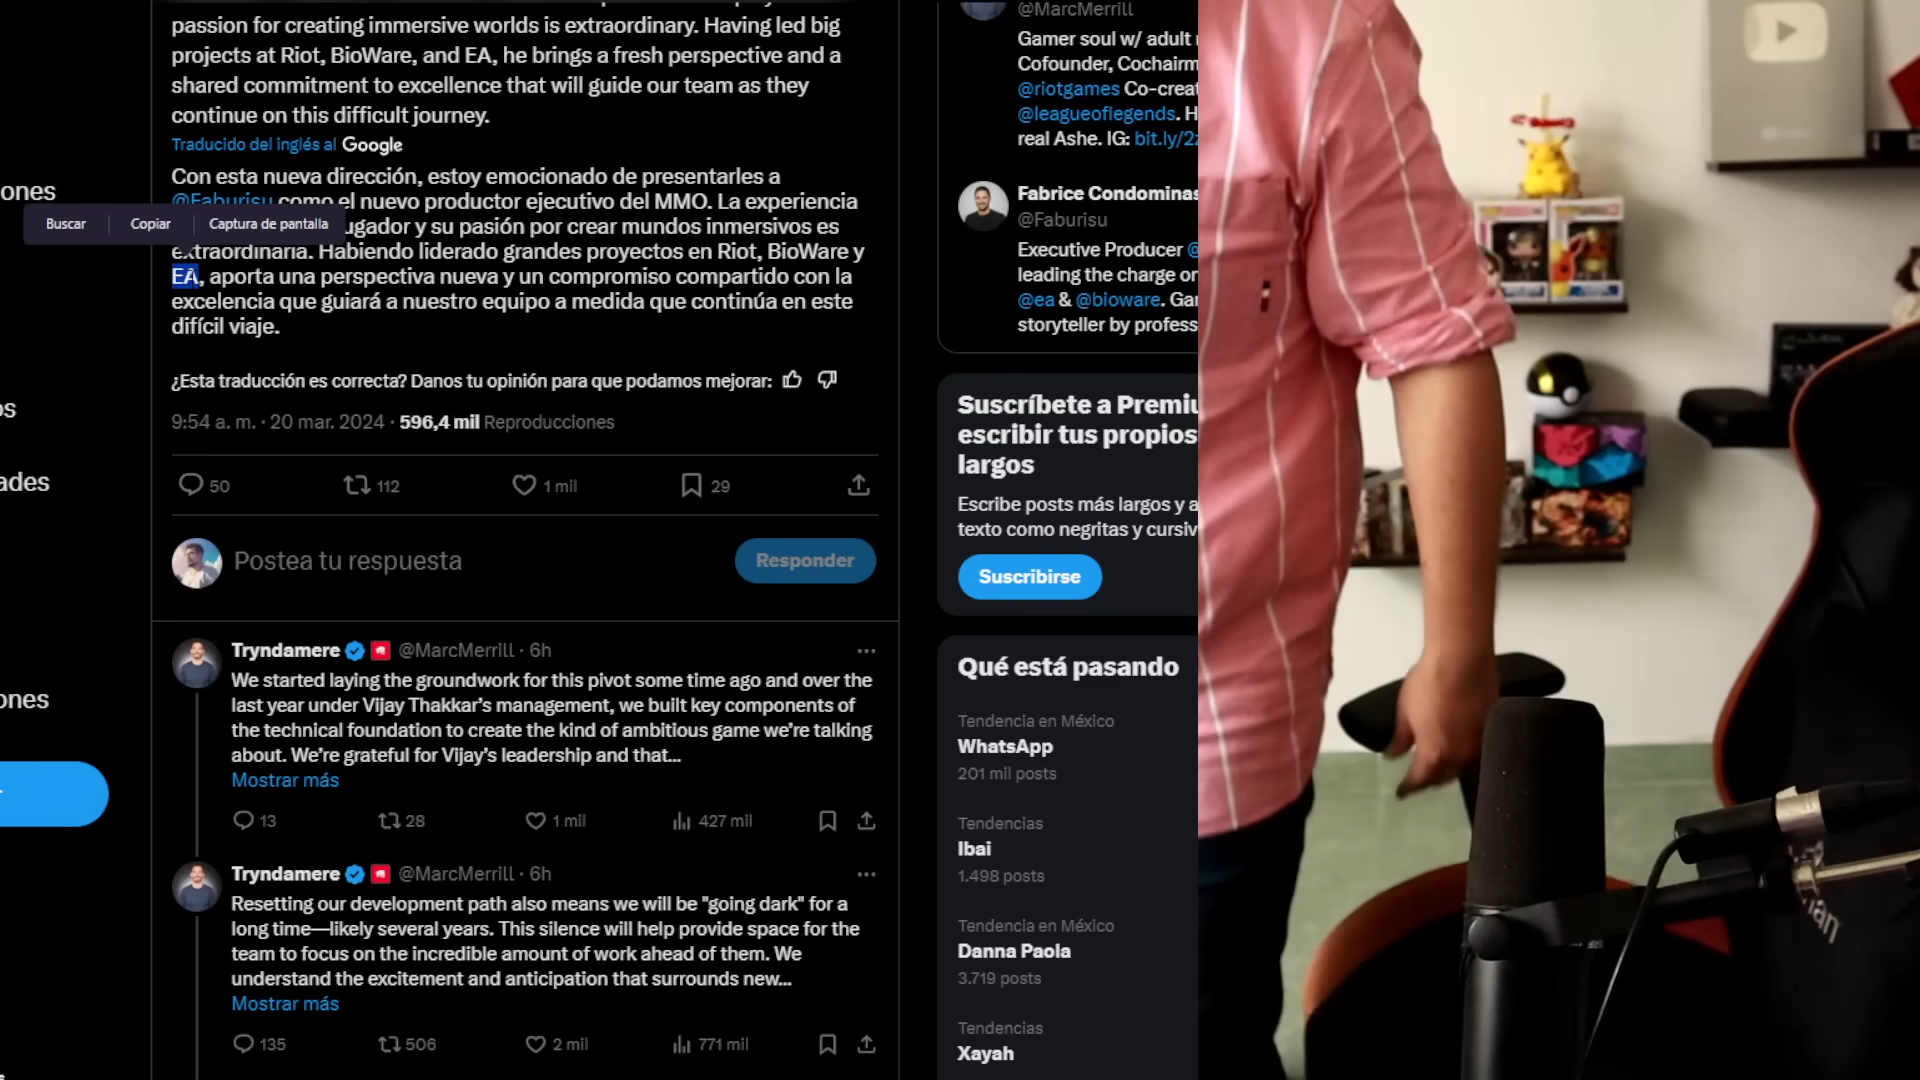 passion for creating immersive worlds is extraordinary. Having led big
projects at Riot, BioWare, and EA, he brings a fresh perspective and a
shared commitment to excellence that will guide our team as they
continue on this difficult journey.
Traducido del inglés al Google
Con esta nueva dirección, estoy emocionado de presentarles a
@Faburisu como el nuevo productor ejecutivo del MMO. La experiencia
ugador y su pasión por crear mundos inmersivos es
extraordinaria. Habiendo liderado grandes proyectos en Riot, BioWare y
EA, aporta una perspectiva nueva y un compromiso compartido con la
excelencia que guiará a nuestro equipo a medida que continúa en este
difícil viaje.
Buscar
Copiar
Captura de pantalla
¿Esta traducción es correcta? Danos tu opinión para que podamos mejorar:
9:54 a. m. · 20 mar. 2024 · 596,4 mil Reproducciones
50
112
1 mil
29
Postea tu respuesta
Responder
Tryndamere @MarcMerrill · 6h
We started laying the groundwork for this pivot some time ago and over the
last year under Vijay Thakkar’s management, we built key components of
the technical foundation to create the kind of ambitious game we’re talking
about. We’re grateful for Vijay’s leadership and that...
Mostrar más
13
28
1 mil
427 mil
Tryndamere @MarcMerrill · 6h
Resetting our development path also means we will be "going dark" for a
long time—likely several years. This silence will help provide space for the
team to focus on the incredible amount of work ahead of them. We
understand the excitement and anticipation that surrounds new...
Mostrar más
135
506
2 mil
771 mil
ones
os
ades
ones
@MarcMerrill
Gamer soul w/ adult
Cofounder, Cochairm
@riotgames Co-creat
@leagueoflegends. H
real Ashe. IG: bit.ly/2z
Fabrice Condominas
@Faburisu
Executive Producer @
leading the charge or
@ea & @bioware. Gar
storyteller by profess
Suscríbete a Premiu
escribir tus propios
largos
Escribe posts más largos y a
texto como negritas y cursiv
Suscribirse
Qué está pasando
Tendencia en México
WhatsApp
201 mil posts
Tendencias
Ibai
1.498 posts
Tendencia en México
Danna Paola
3.719 posts
Tendencias
Xayah